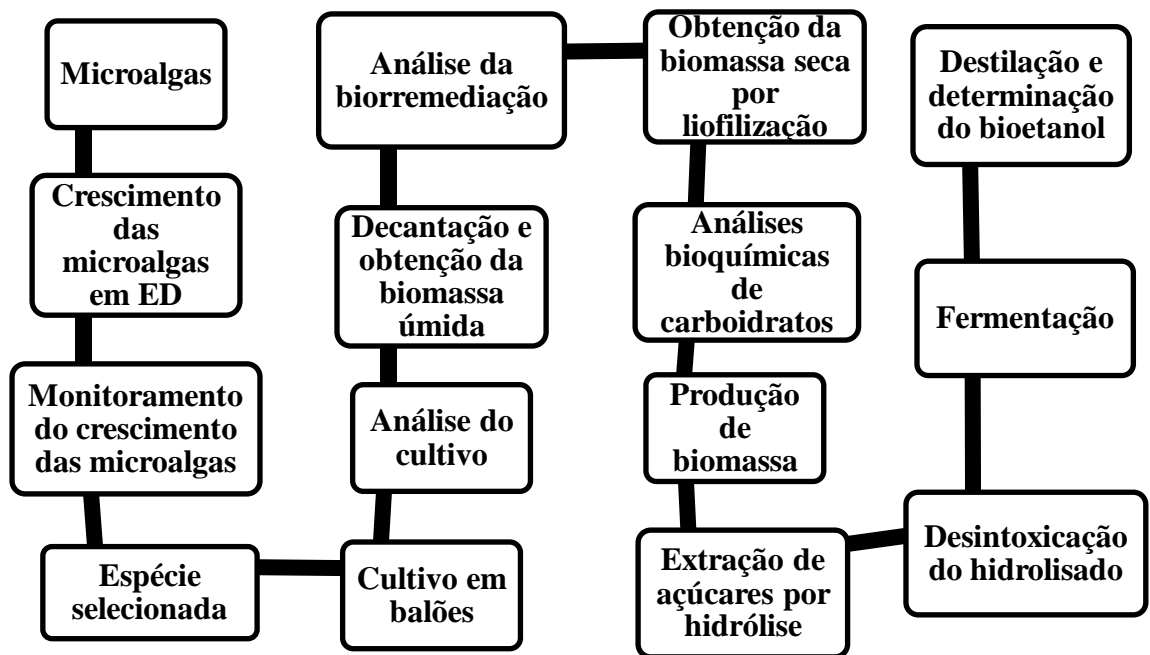 Microalgas
Crescimento
das
microalgas
em ED
Monitoramento
do crescimento
das microalgas
Espécie
selecionada
Cultivo em
balões
Análise do
cultivo
Decantação e
obtenção da
biomassa
úmida
Análise da
biorremediação
Obtenção da
biomassa seca
por
liofilização
Análises
bioquímicas
de
carboidratos
Produção
de
biomassa
Extração de
açúcares por
hidrólise
Desintoxicação
do hidrolisado
Fermentação
Destilação e
determinação
do bioetanol